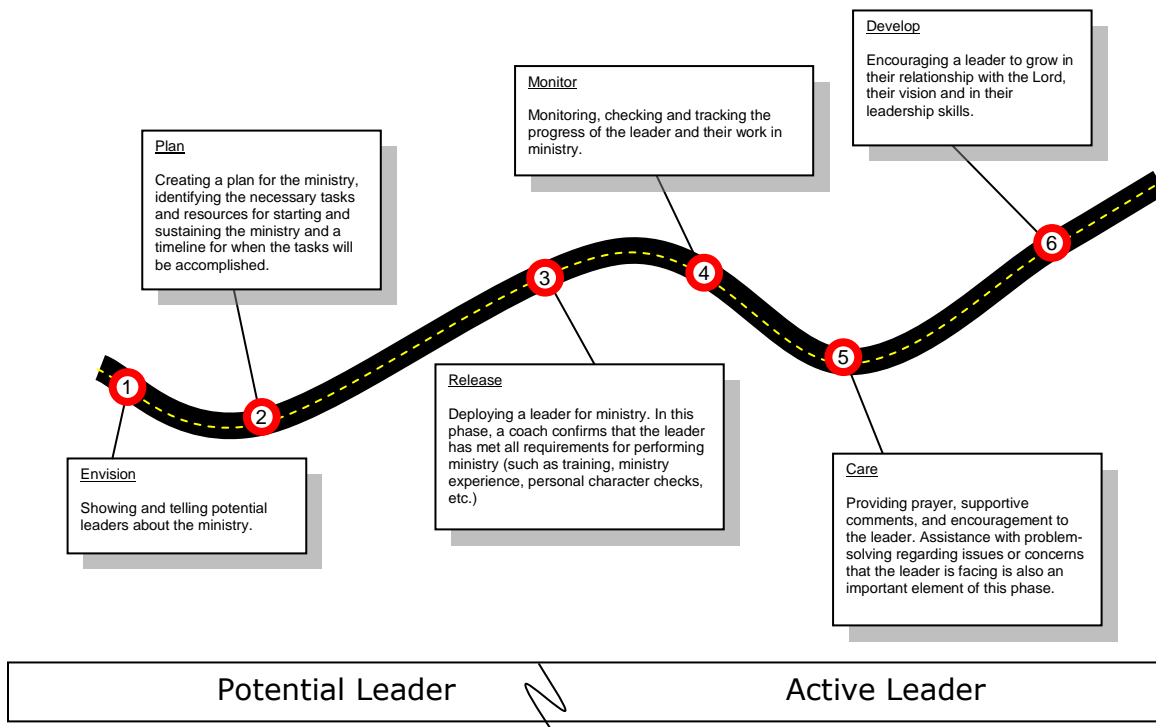 1
Envision
Showing and telling potential
leaders about the ministry.
2
Plan
Creating a plan for the ministry,
identifying the necessary tasks
and resources for starting and
sustaining the ministry and a
timeline for when the tasks will
be accomplished.
3
Release
Deploying a leader for ministry. In this
phase, a coach confirms that the leader
has met all requirements for performing
ministry (such as training, ministry
experience, personal character checks,
etc.)
4
Monitor
Monitoring, checking and tracking the
progress of the leader and their work in
ministry.
5
Care
Providing prayer, supportive
comments, and encouragement to
the leader. Assistance with problem-
solving regarding issues or concerns
that the leader is facing is also an
important element of this phase.
6
Develop
Encouraging a leader to grow in
their relationship with the Lord,
their vision and in their
leadership skills.
Potential Leader
Active Leader